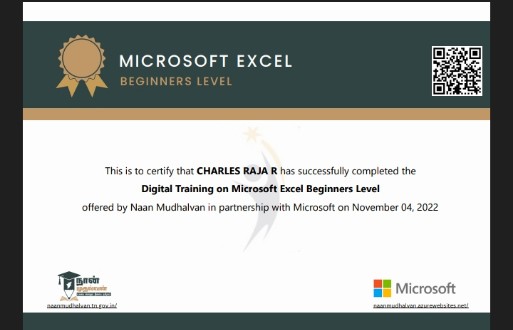 MICROSOFT EXCEL
BEGINNERS LEVEL
This is to certify that CHARLES RAJA R has successfully completed the
Digital Training on Microsoft Excel Beginners Level
offered by Naan Mudhalvan in partnership with Microsoft on November 04, 2022
நான்
முதல்வன்
Microsoft
naanmudhalvan.tn.gov.in/
naanmudhalvan.azurewebsites.net/